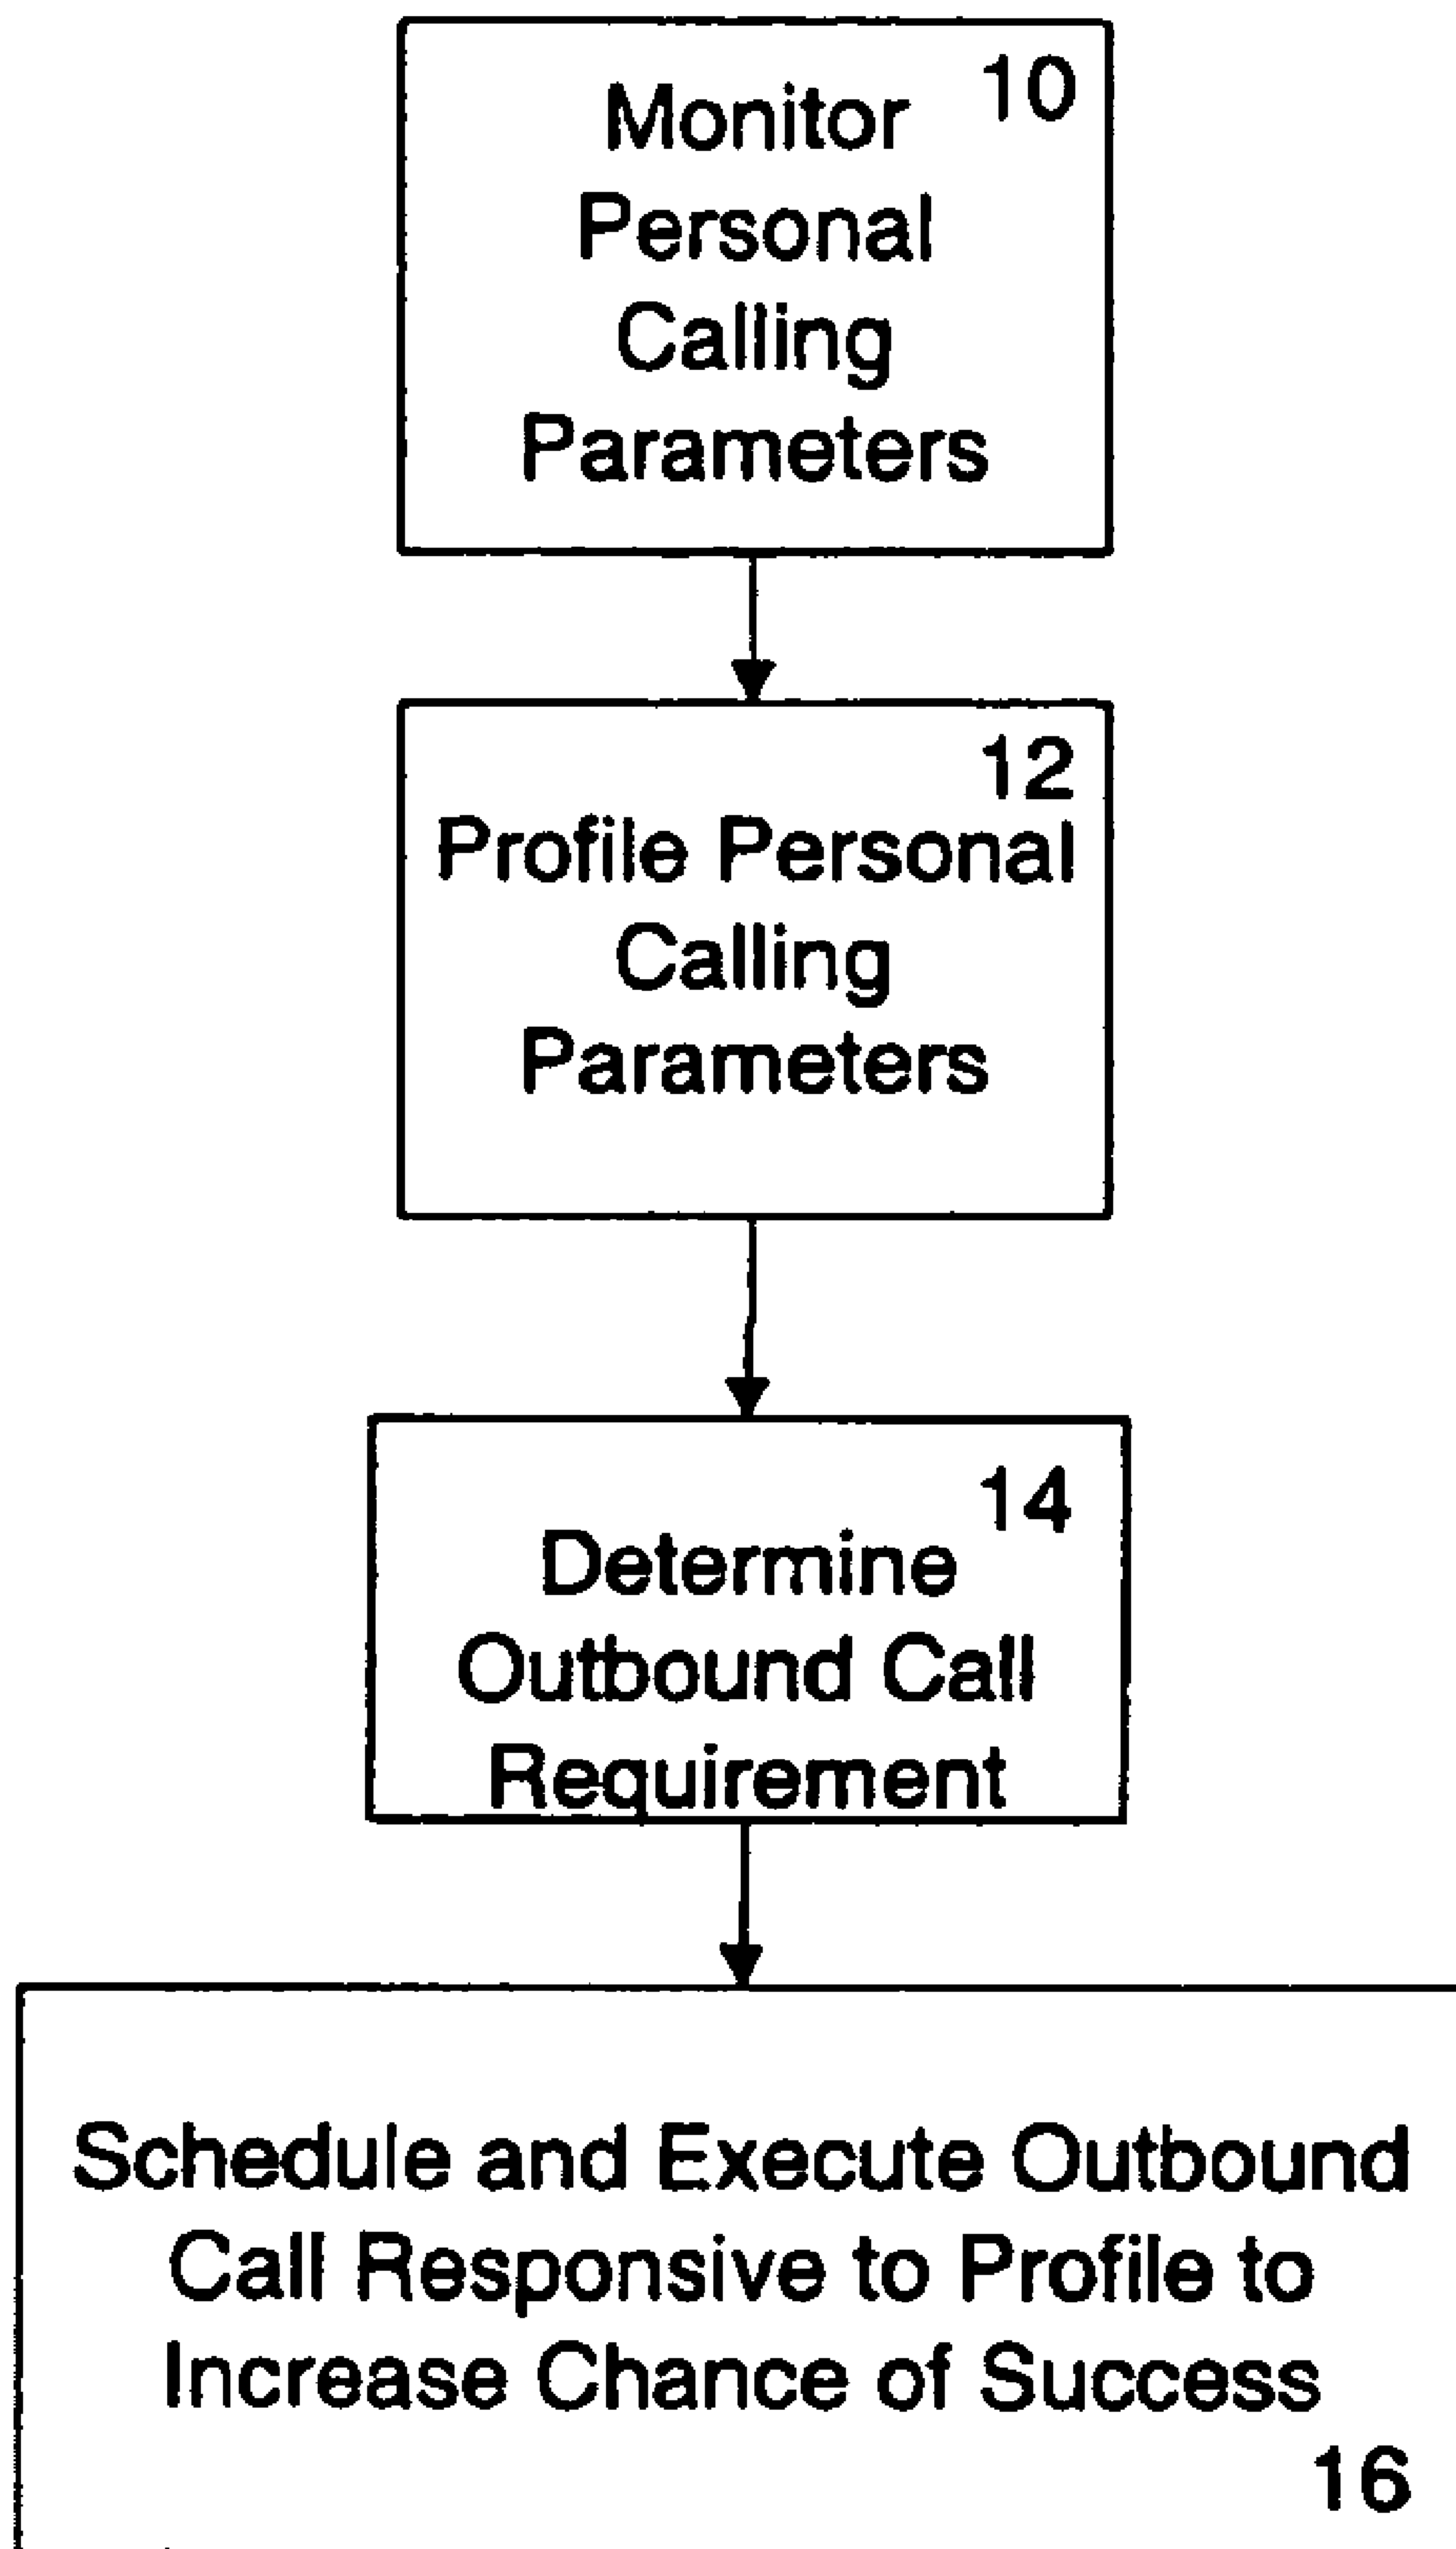 10
Monitor
Personal
Calling
Parameters
12
Profile Personal
Calling
Parameters
14
Determine
Outbound Call
Requirement
Schedule and Execute Outbound
Call Responsive to Profile to
Increase Chance of Success
16